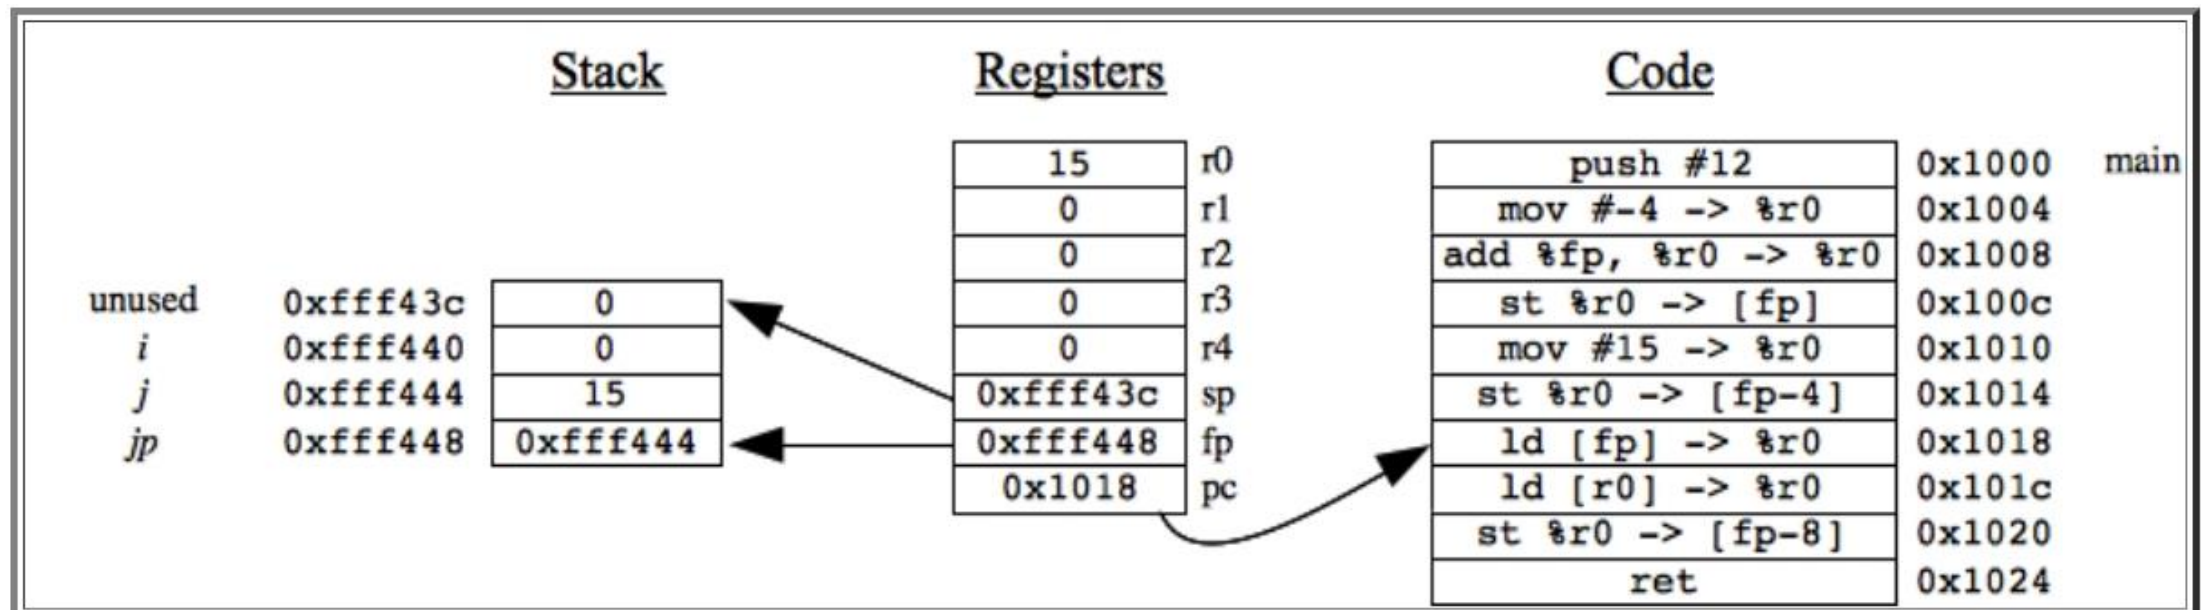 Stack Registers Code
15 r0 push #12 0x1000 main
0 r1 mov #-4 -> %r0 0x1004
0 r2 add %fp, %r0 -> %r0 0x1008
unused 0xfff43c 0 0 r3 st %r0 -> [fp] 0x100c
i 0xfff440 0 0 r4 mov #15 -> %r0 0x1010
j 0xfff444 15 0xfff43c sp st %r0 -> [fp-4] 0x1014
jp 0xfff448 0xfff444 0xfff448 fp ld [fp] -> %r0 0x1018
0x1018 pc ld [r0] -> %r0 0x101c
st %r0 -> [fp-8] 0x1020
ret 0x1024